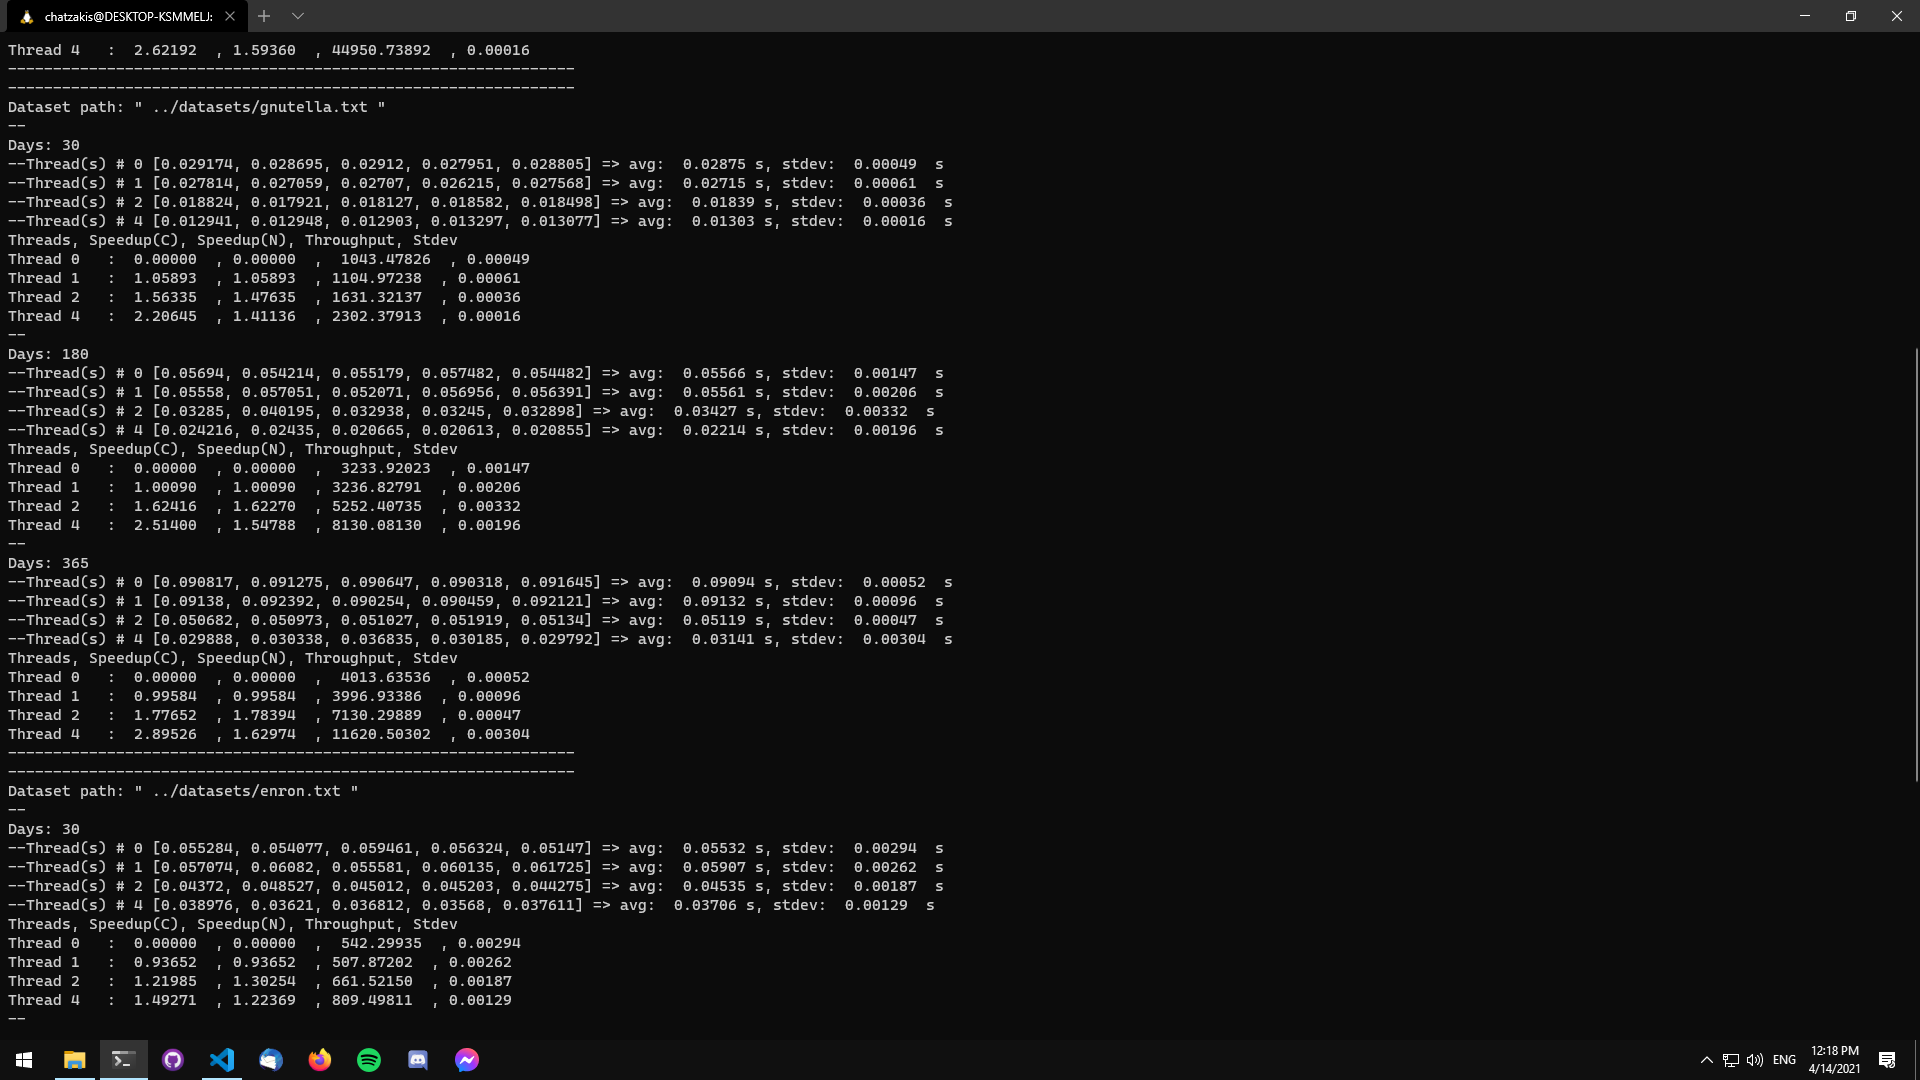 chatzakis@DESKTOP-KSMMELJ:
Thread 4   :  2.62192  , 1.59360  , 44950.73892  , 0.00016
---------------------------------------------------------------
---------------------------------------------------------------
Dataset path: " ../datasets/gnutella.txt "
--
Days: 30
--Thread(s) # 0 [0.029174, 0.028695, 0.02912, 0.027951, 0.028805] => avg:  0.02875 s, stdev:  0.00049  s
--Thread(s) # 1 [0.027814, 0.027059, 0.02707, 0.026215, 0.027568] => avg:  0.02715 s, stdev:  0.00061  s
--Thread(s) # 2 [0.018824, 0.017921, 0.018127, 0.018582, 0.018498] => avg:  0.01839 s, stdev:  0.00036  s
--Thread(s) # 4 [0.012941, 0.012948, 0.012903, 0.013297, 0.013077] => avg:  0.01303 s, stdev:  0.00016  s
Threads, Speedup(C), Speedup(N), Throughput, Stdev
Thread 0   :  0.00000  , 0.00000  ,  1043.47826  , 0.00049
Thread 1   :  1.05893  , 1.05893  , 1104.97238  , 0.00061
Thread 2   :  1.56335  , 1.47635  , 1631.32137  , 0.00036
Thread 4   :  2.20645  , 1.41136  , 2302.37913  , 0.00016
--
Days: 180
--Thread(s) # 0 [0.05694, 0.054214, 0.055179, 0.057482, 0.054482] => avg:  0.05566 s, stdev:  0.00147  s
--Thread(s) # 1 [0.05558, 0.057051, 0.052071, 0.056956, 0.056391] => avg:  0.05561 s, stdev:  0.00206  s
--Thread(s) # 2 [0.03285, 0.040195, 0.032938, 0.03245, 0.032898] => avg:  0.03427 s, stdev:  0.00332  s
--Thread(s) # 4 [0.024216, 0.02435, 0.020665, 0.020613, 0.020855] => avg:  0.02214 s, stdev:  0.00196  s
Threads, Speedup(C), Speedup(N), Throughput, Stdev
Thread 0   :  0.00000  , 0.00000  ,  3233.92023  , 0.00147
Thread 1   :  1.00090  , 1.00090  , 3236.82791  , 0.00206
Thread 2   :  1.62416  , 1.62270  , 5252.40735  , 0.00332
Thread 4   :  2.51400  , 1.54788  , 8130.08130  , 0.00196
--
Days: 365
--Thread(s) # 0 [0.090817, 0.091275, 0.090647, 0.090318, 0.091645] => avg:  0.09094 s, stdev:  0.00052  s
--Thread(s) # 1 [0.09138, 0.092392, 0.090254, 0.090459, 0.092121] => avg:  0.09132 s, stdev:  0.00096  s
--Thread(s) # 2 [0.050682, 0.050973, 0.051027, 0.051919, 0.05134] => avg:  0.05119 s, stdev:  0.00047  s
--Thread(s) # 4 [0.029888, 0.030338, 0.036835, 0.030185, 0.029792] => avg:  0.03141 s, stdev:  0.00304  s
Threads, Speedup(C), Speedup(N), Throughput, Stdev
Thread 0   :  0.00000  , 0.00000  ,  4013.63536  , 0.00052
Thread 1   :  0.99584  , 0.99584  , 3996.93386  , 0.00096
Thread 2   :  1.77652  , 1.78394  , 7130.29889  , 0.00047
Thread 4   :  2.89526  , 1.62974  , 11620.50302  , 0.00304
---------------------------------------------------------------
---------------------------------------------------------------
Dataset path: " ../datasets/enron.txt "
--
Days: 30
--Thread(s) # 0 [0.055284, 0.054077, 0.059461, 0.056324, 0.05147] => avg:  0.05532 s, stdev:  0.00294  s
--Thread(s) # 1 [0.057074, 0.06082, 0.055581, 0.060135, 0.061725] => avg:  0.05907 s, stdev:  0.00262  s
--Thread(s) # 2 [0.04372, 0.048527, 0.045012, 0.045203, 0.044275] => avg:  0.04535 s, stdev:  0.00187  s
--Thread(s) # 4 [0.038976, 0.03621, 0.036812, 0.03568, 0.037611] => avg:  0.03706 s, stdev:  0.00129  s
Threads, Speedup(C), Speedup(N), Throughput, Stdev
Thread 0   :  0.00000  , 0.00000  ,  542.29935  , 0.00294
Thread 1   :  0.93652  , 0.93652  , 507.87202  , 0.00262
Thread 2   :  1.21985  , 1.30254  , 661.52150  , 0.00187
Thread 4   :  1.49271  , 1.22369  , 809.49811  , 0.00129
--
ENG
12:18 PM
4/14/2021